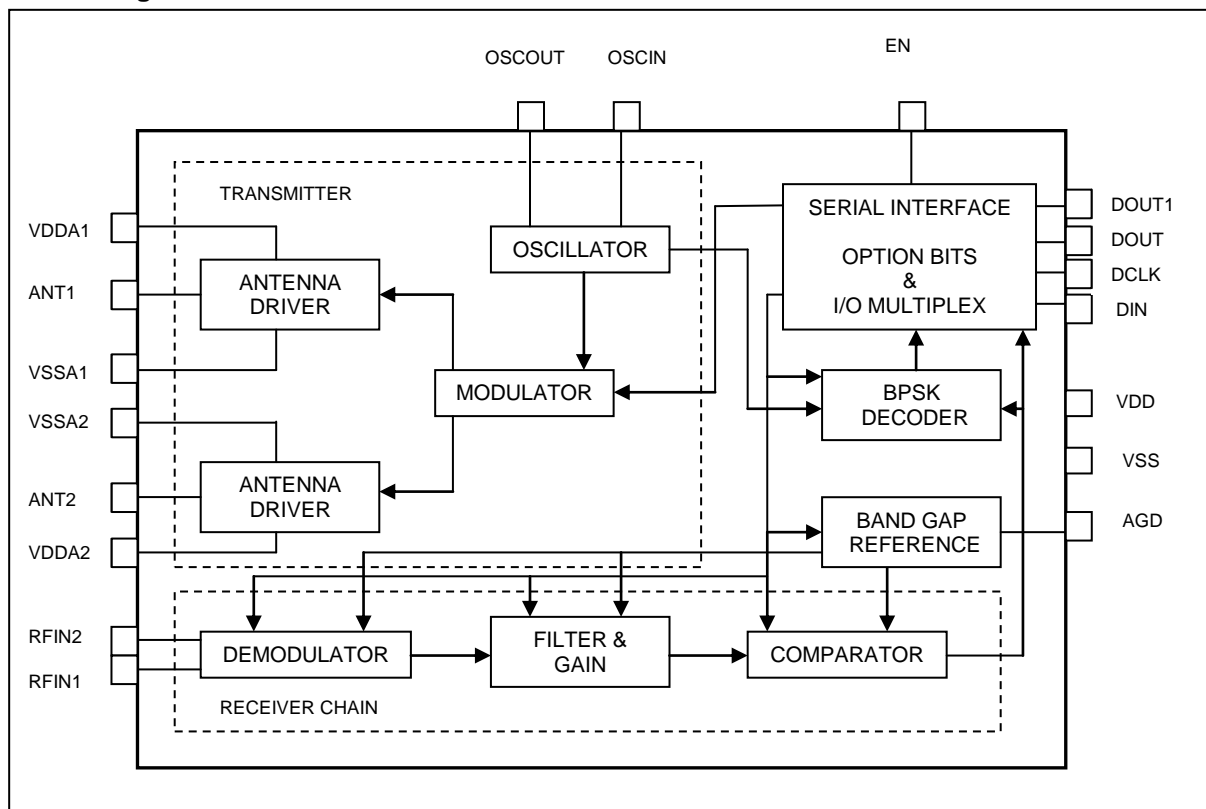 OSCOUT
OSCIN
EN
TRANSMITTER
SERIAL INTERFACE
OPTION BITS
&
I/O MULTIPLEX
DOUT1
DOUT
DCLK
DIN
VDDA1
ANT1
VSSA1
VSSA2
ANT2
VDDA2
ANTENNA
DRIVER
OSCILLATOR
MODULATOR
BPSK
DECODER
VDD
VSS
AGD
ANTENNA
DRIVER
BAND GAP
REFERENCE
RFIN2
RFIN1
DEMODULATOR
FILTER &
GAIN
COMPARATOR
RECEIVER CHAIN